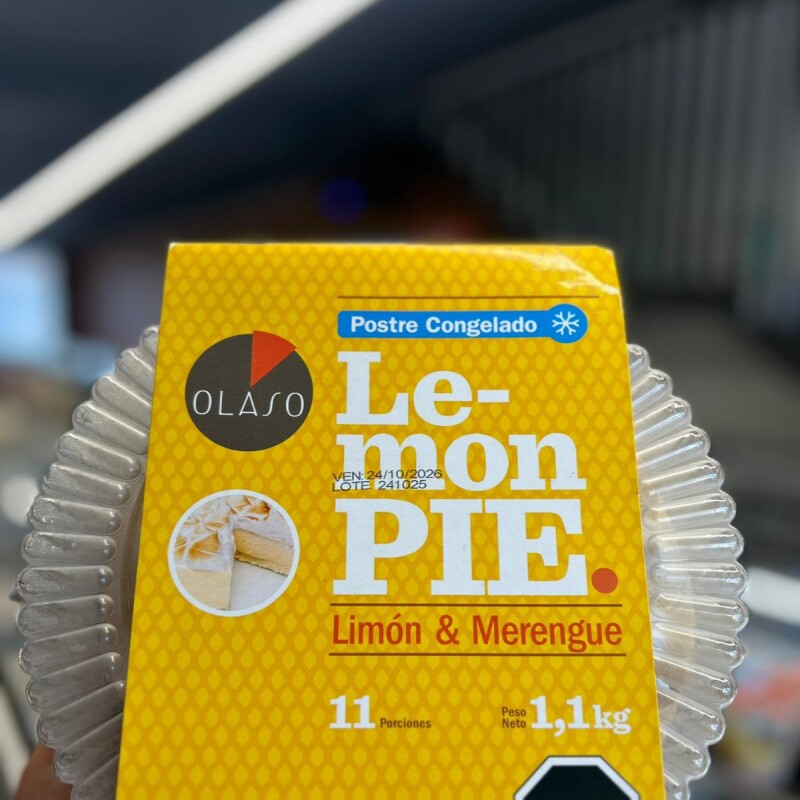 Postre Congelado
OLASO
Le-
mon
VEN: 24/10/2026
LOTE 241025
PIE.
Limón & Merengue
11 Porciones
Peso Neto 1,1kg